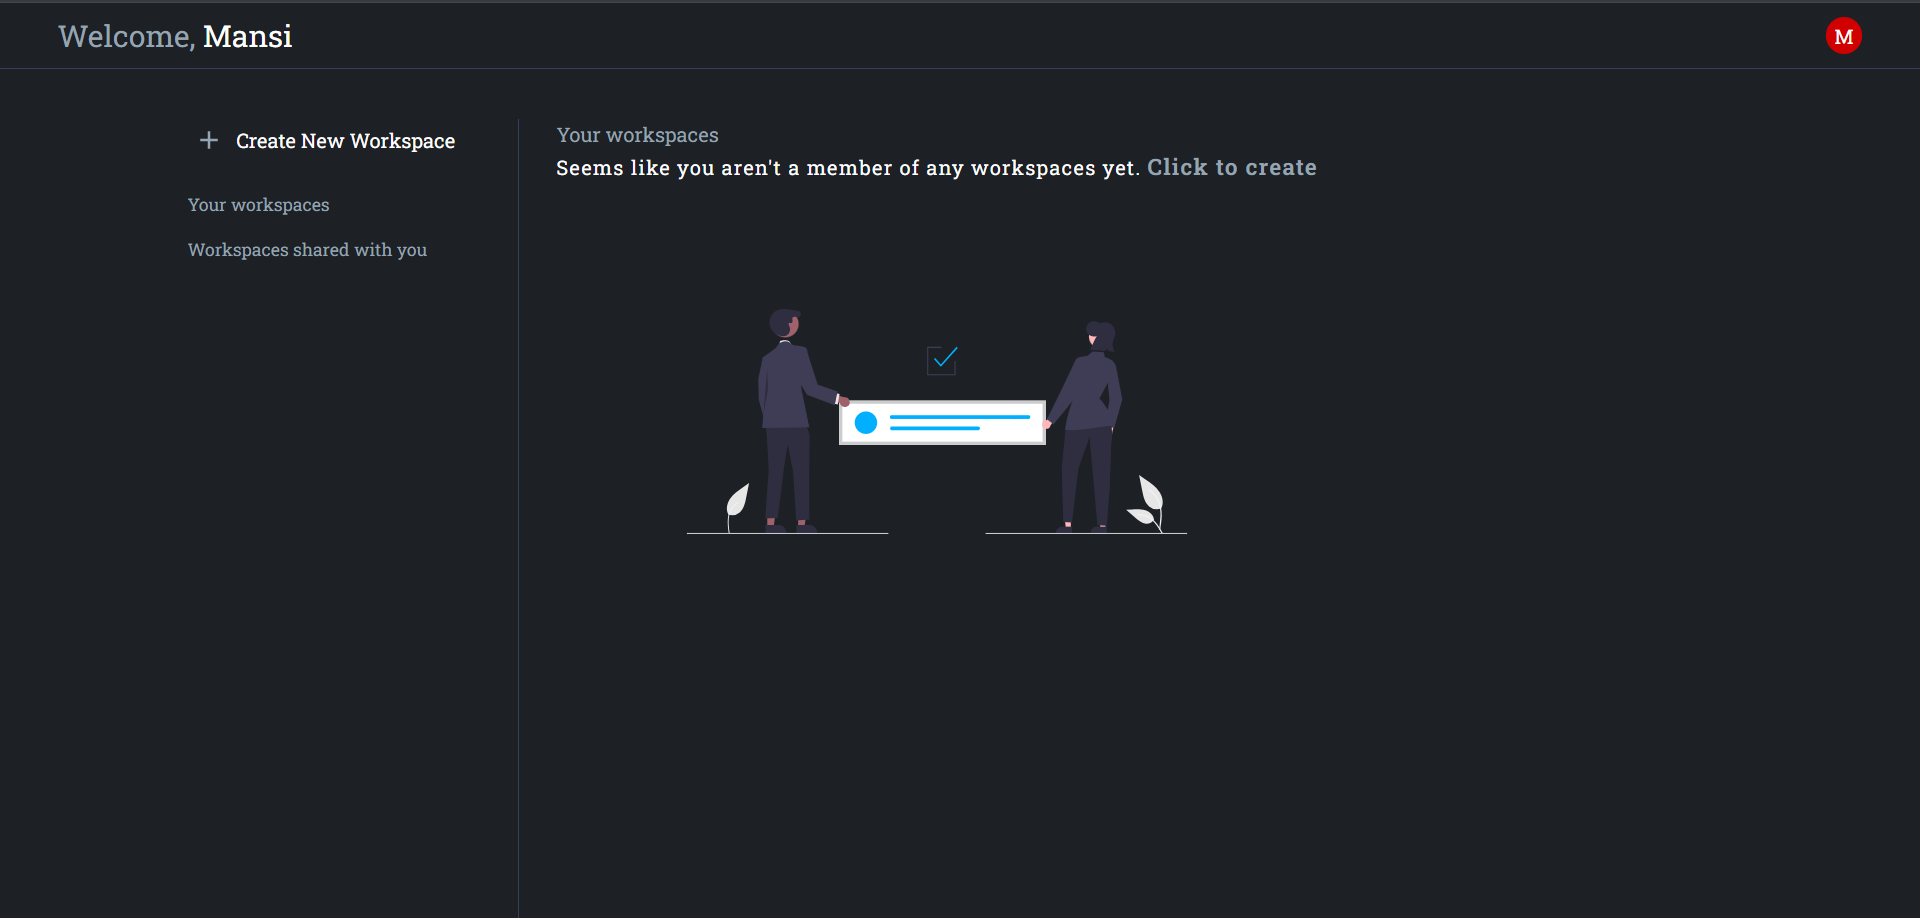 Welcome, Mansi
M
Create New Workspace
Your workspaces
Workspaces shared with you
Your workspaces
Seems like you aren't a member of any workspaces yet. Click to create